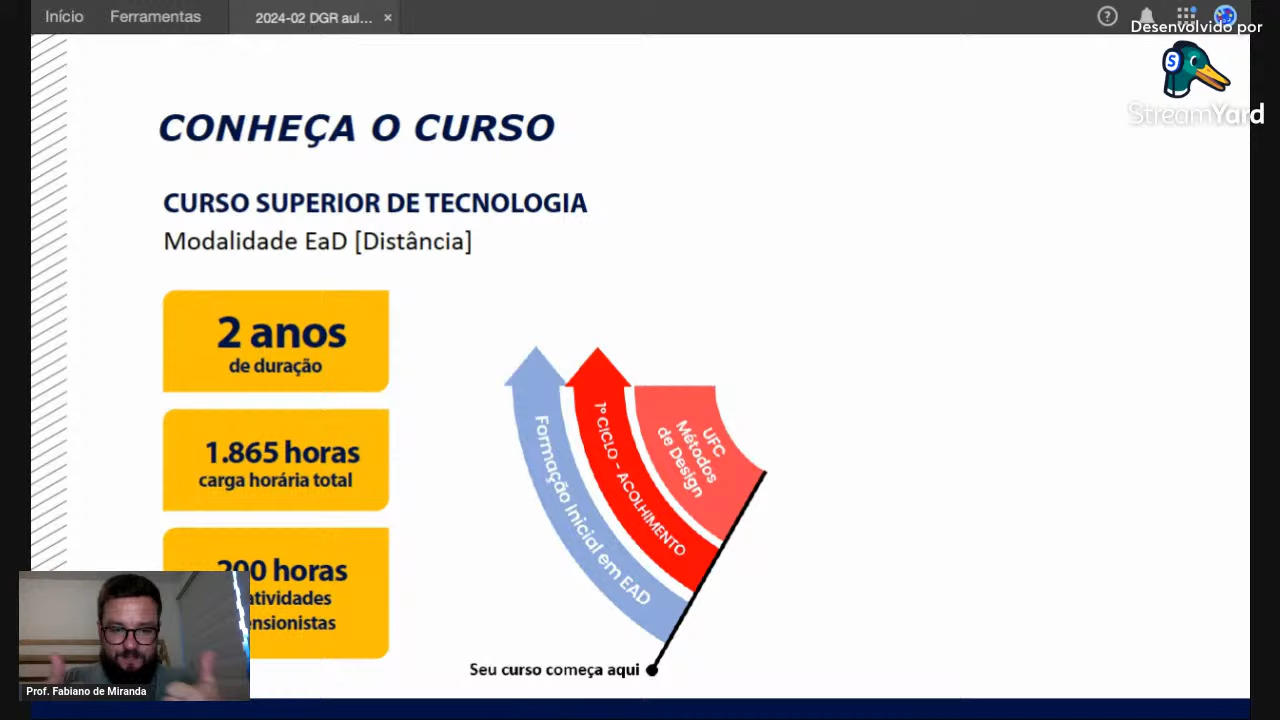 Início
Ferramentas
2024-02 DGR aul...
×
?
Desenvolvido por
S
StreamYard
CONHEÇA O CURSO
CURSO SUPERIOR DE TECNOLOGIA
Modalidade EaD [Distância]
2 anos
de duração
1.865 horas
carga horária total
200 horas
atividades
ensionistas
Formação Inicial em EAD
1º CICLO - ACOLHIMENTO
UFC
Métodos
de Design
Seu curso começa aqui
Prof. Fabiano de Miranda